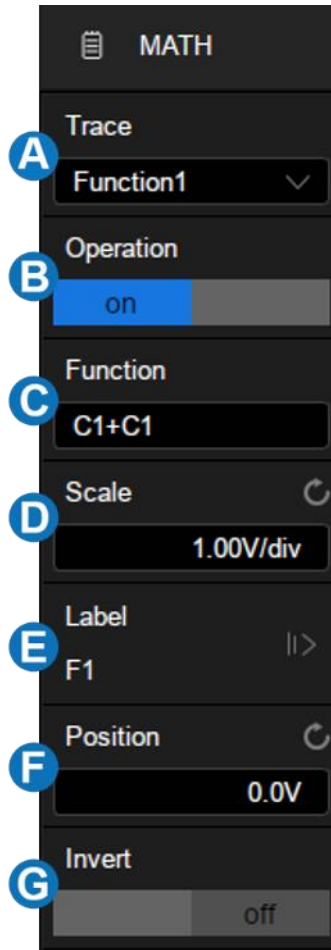 MATH
Trace
A
Function1
Operation
B
on
Function
C
C1+C1
Scale
D
1.00V/div
Label
E
F1
Position
F
0.0V
Invert
G
off